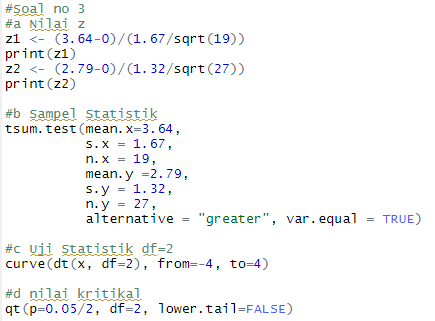 #Soal no 3
#a Nilai z
z1 <- (3.64-0)/(1.67/sqrt(19))
print(z1)
z2 <- (2.79-0)/(1.32/sqrt(27))
print(z2)
#b Sampel Statistik
tsum.test(mean.x=3.64,
s.x = 1.67,
n.x = 19,
mean.y =2.79,
s.y = 1.32,
n.y = 27,
alternative = "greater", var.equal = TRUE)
#c Uji Statistik df=2
curve(dt(x, df=2), from=-4, to=4)
#d nilai kritikal
qt(p=0.05/2, df=2, lower.tail=FALSE)